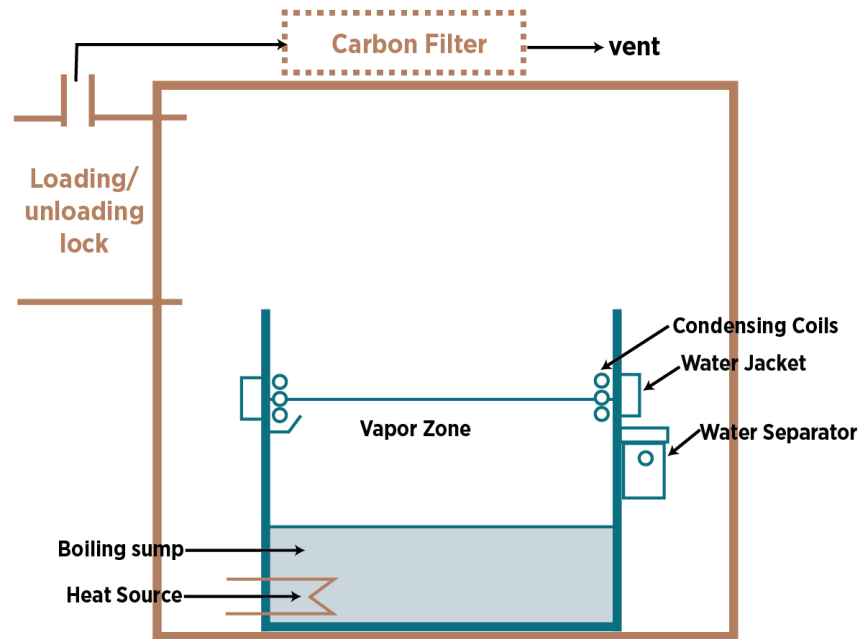 Carbon Filter
vent
Loading/
unloading
lock
Condensing Coils
Water Jacket
Vapor Zone
Water Separator
Boiling sump
Heat Source